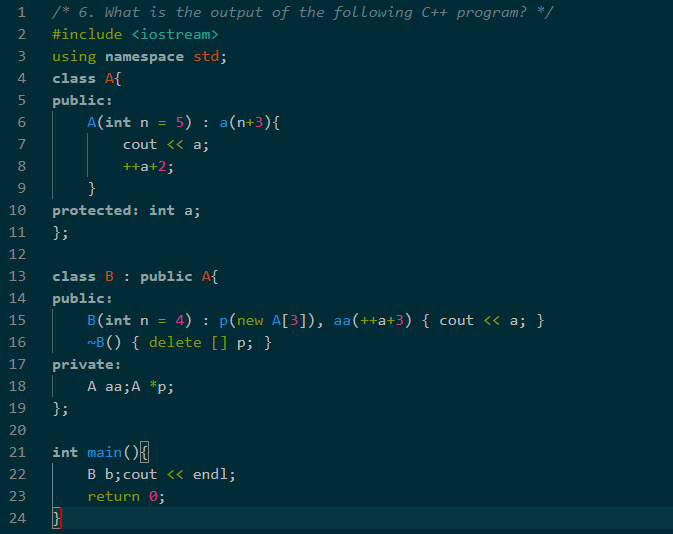 1 /* 6. What is the output of the following C++ program? */
2 #include <iostream>
3 using namespace std;
4 class A{
5 public:
6     A(int n = 5) : a(n+3){
7         cout << a;
8         ++a+2;
9     }
10 protected: int a;
11 };
12
13 class B : public A{
14 public:
15     B(int n = 4) : p(new A[3]), aa(++a+3) { cout << a; }
16     ~B() { delete [] p; }
17 private:
18     A aa;A *p;
19 };
20
21 int main(){
22     B b;cout << endl;
23     return 0;
24 }